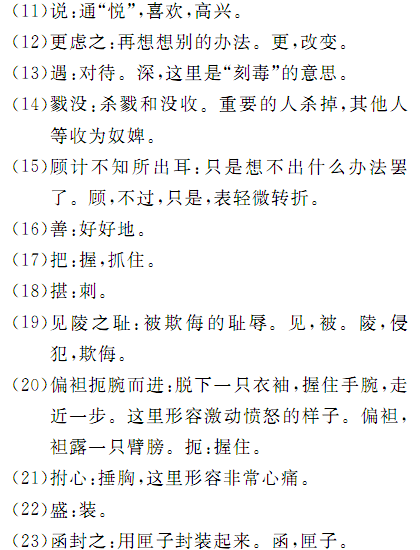 (11)说:通“悦”,喜欢,高兴。
(12)更虑之:再想想别的办法。更,改变。
(13)遇:对待。深,这里是“刻毒”的意思。
(14)戮没:杀戮和没收。重要的人杀掉,其他人
等收为奴婢。
(15)顾计不知所出耳:只是想不出什么办法罢
了。顾,不过,只是,表轻微转折。
(16)善:好好地。
(17)把:握,抓住。
(18)揕:刺。
(19)见陵之耻:被欺侮的耻辱。见,被。陵,侵
犯,欺侮。
(20)偏袒扼腕而进:脱下一只衣袖,握住手腕,走
近一步。这里形容激动愤怒的样子。偏袒,
袒露一只臂膀。扼:握住。
(21)拊心:捶胸,这里形容非常心痛。
(22)盛:装。
(23)函封之:用匣子封装起来。函,匣子。